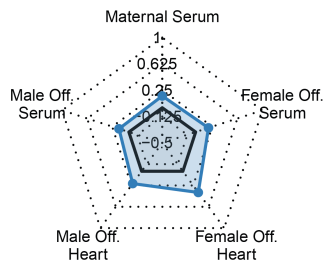 Maternal Serum
1
0.625
0.25
Male Off.
Serum
Female Off.
Serum
-0.125
-0.5
Male Off.
Heart
Female Off.
Heart